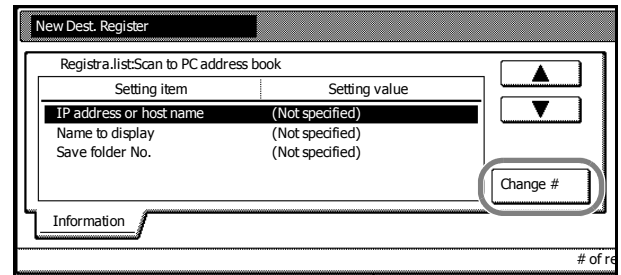 New Dest. Register
Registra.list:Scan to PC address book
Setting item Setting value
IP address or host name (Not specified)
Name to display (Not specified)
Save folder No. (Not specified)
Change #
Information
# of re